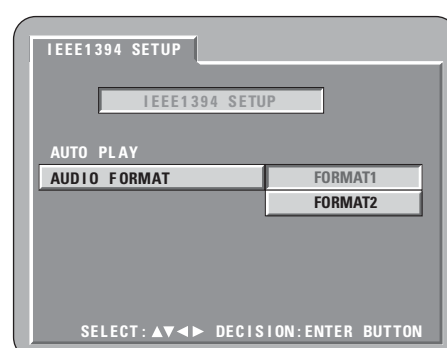 IEEE1394 SETUP
IEEE1394 SETUP
AUTO PLAY
AUDIO FORMAT FORMAT1
FORMAT2
SELECT:▲▼◄► DECISION:ENTER BUTTON